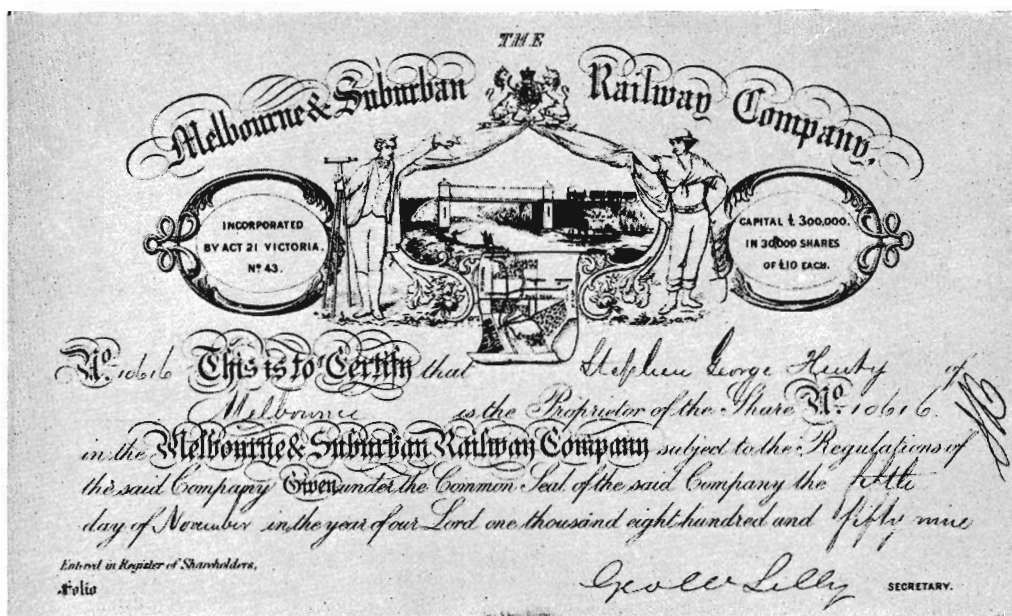 THE
Melbourne & Suburban Railway Company.
INCORPORATED
BY ACT 21 VICTORIA.
No 43.
CAPITAL £ 300,000.
IN 30,000 SHARES
OF £10 EACH.
No. 10616 This is to Certify that Stephen George Henty of
Melbourne is the Proprietor of the Share No. 10616.
in the Melbourne & Suburban Railway Company subject to the Regulations of
the said Company Given under the Common Seal of the said Company the
day of November in the year of our Lord one thousand eight hundred and fifty nine
Entered in Register of Shareholders,
Folio
Geo W Lilly SECRETARY.